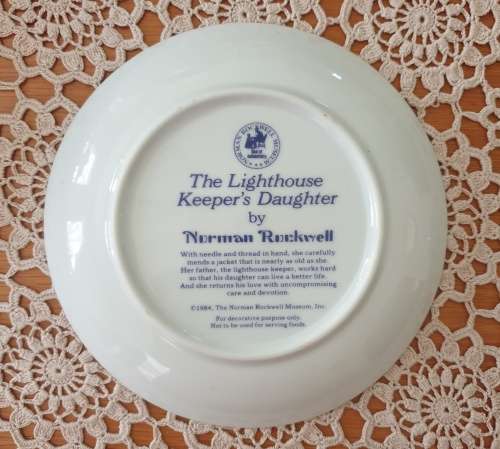 NORMAN ROCKWELL MUSEUM
The Lighthouse
Keeper's Daughter
by
Norman Rockwell
With needle and thread in hand, she carefully
mends a jacket that is nearly as old as she.
Her father, the lighthouse keeper, works hard
so that his daughter can live a better life.
And she returns his love with uncompromising
care and devotion.
©1984, The Norman Rockwell Museum, Inc.
For decorative purpose only.
Not to be used for serving foods.